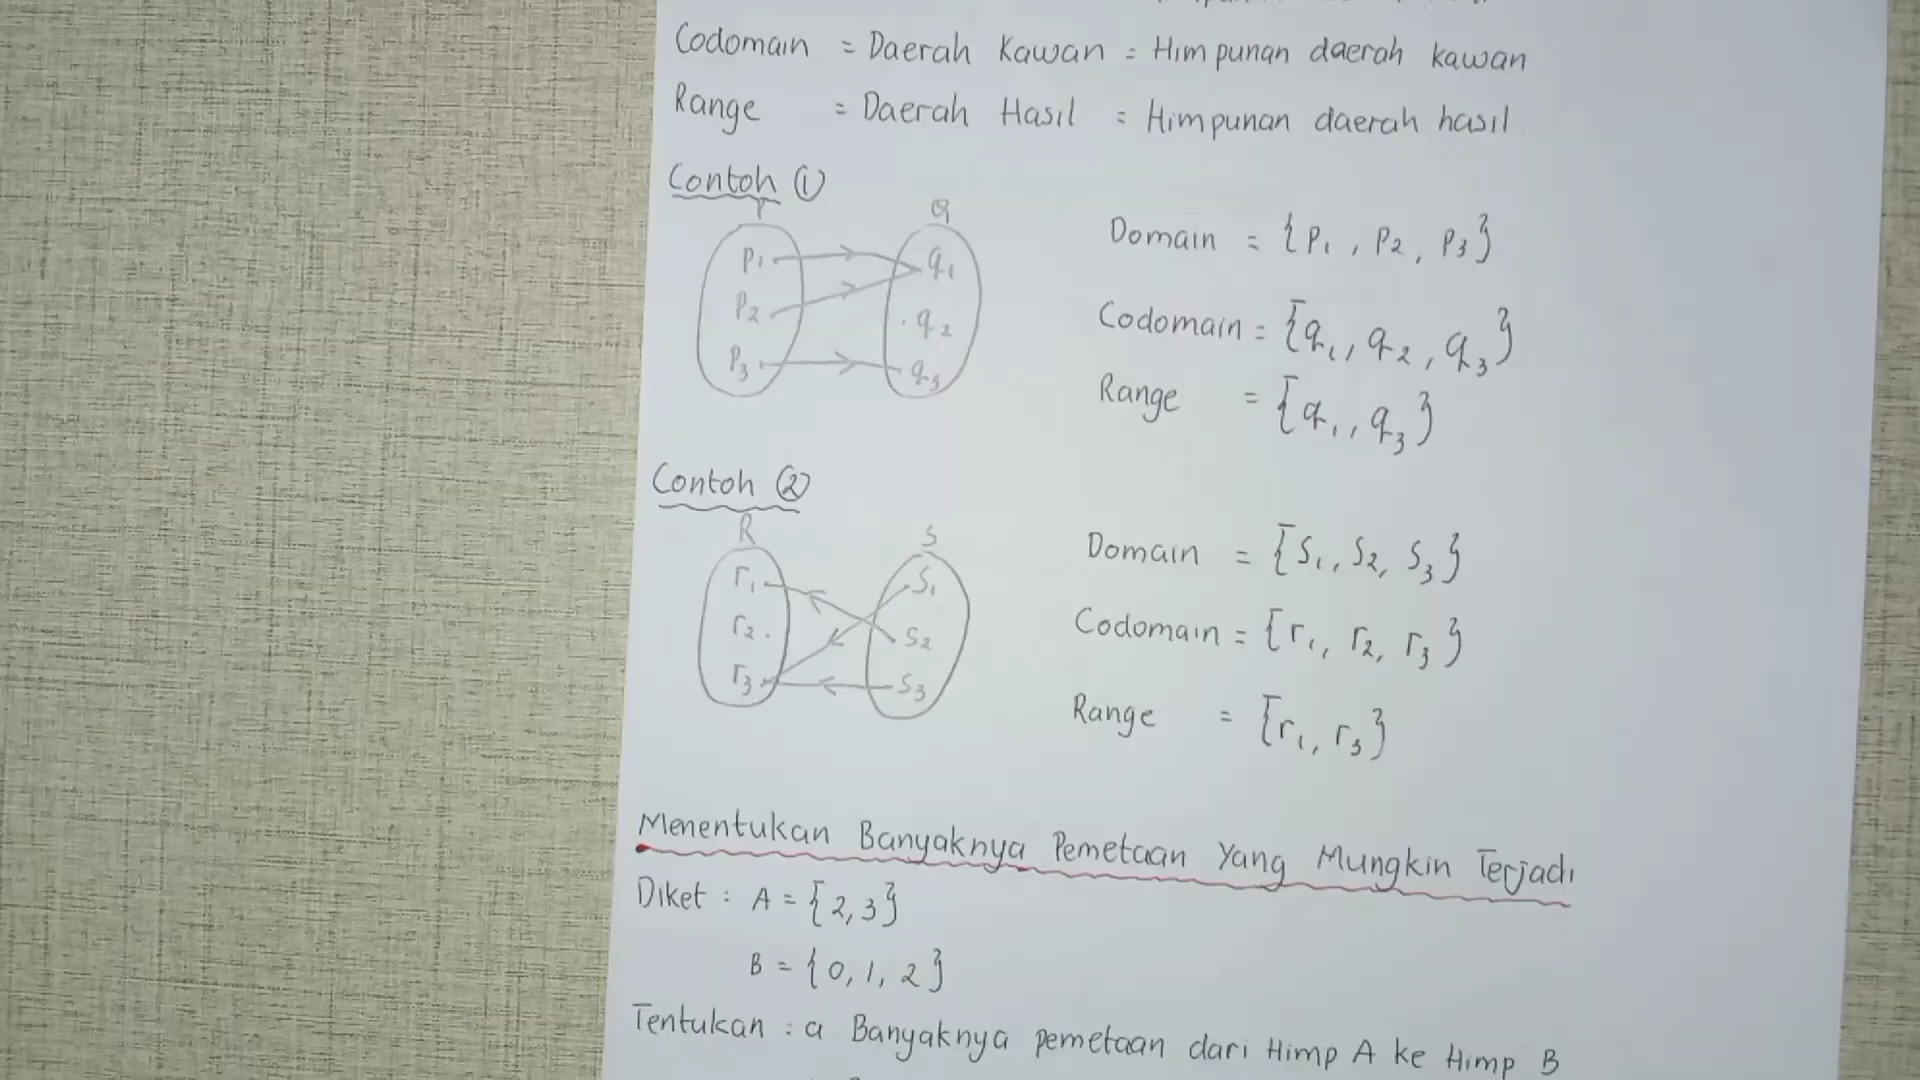 Codomain = Daerah Kawan = Himpunan daerah kawan
Range = Daerah Hasil = Himpunan daerah hasil
Contoh ①
P Q
p₁ q₁
p₂ q₂
p₃ q₃
Domain = {p₁, p₂, p₃}
Codomain = {q₁, q₂, q₃}
Range = {q₁, q₃}
Contoh ②
R S
r₁ s₁
r₂ s₂
r₃ s₃
Domain = {s₁, s₂, s₃}
Codomain = {r₁, r₂, r₃}
Range = {r₁, r₃}
Menentukan Banyaknya Pemetaan Yang Mungkin Terjadi
Diket : A = {2, 3}
B = {0, 1, 2}
Tentukan : a Banyaknya pemetaan dari Himp A ke Himp B